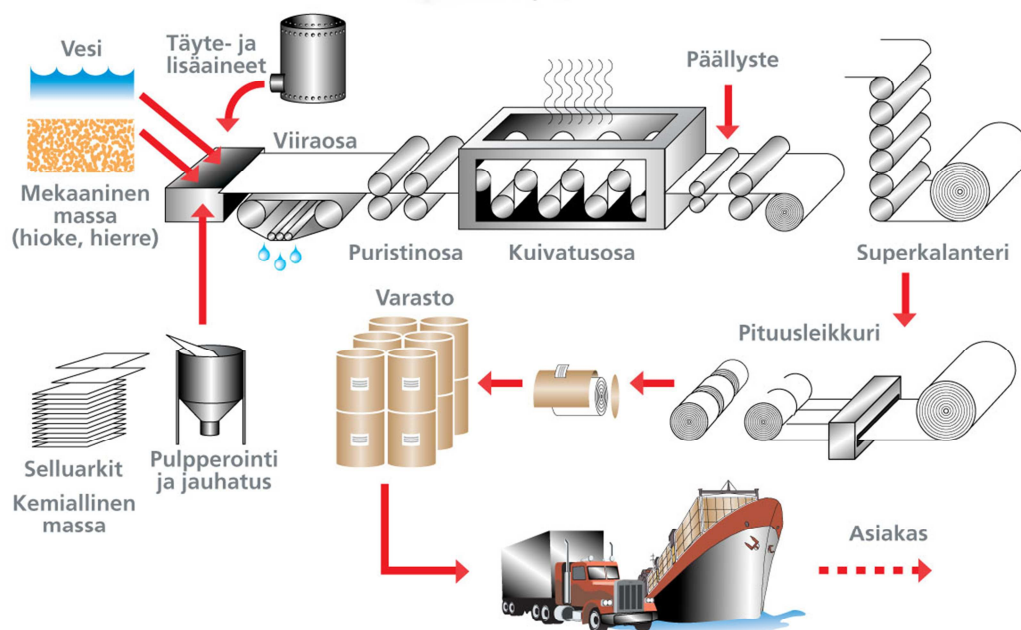 Vesi
Täyte- ja
lisäaineet
Päällyste
Viiraosa
Mekaaninen
massa
(hioke, hierre)
Puristinosa
Kuivatusosa
Superkalanteri
Varasto
Pituusleikkuri
Selluarkit
Kemiallinen
massa
Pulpperointi
ja jauhatus
Asiakas